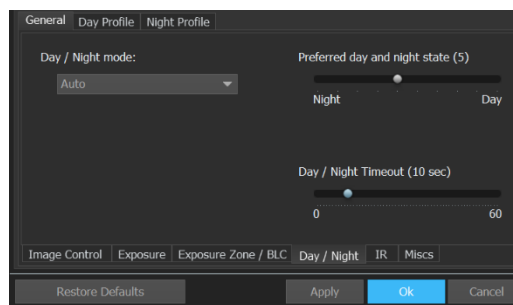 General Day Profile Night Profile
Day / Night mode:
Auto
Preferred day and night state (5)
Night Day
Day / Night Timeout (10 sec)
0 60
Image Control Exposure Exposure Zone / BLC Day / Night IR Miscs
Restore Defaults Apply Ok Cancel